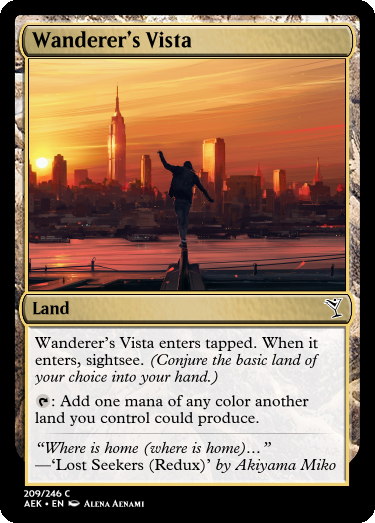 Wanderer's Vista
Land
Wanderer's Vista enters tapped. When it
enters, sightsee. (Conjure the basic land of
your choice into your hand.)
: Add one mana of any color another
land you control could produce.
“Where is home (where is home)…”
—‘Lost Seekers (Redux)’ by Akiyama Miko
209/246 C
AEK • EN Alena Aenami